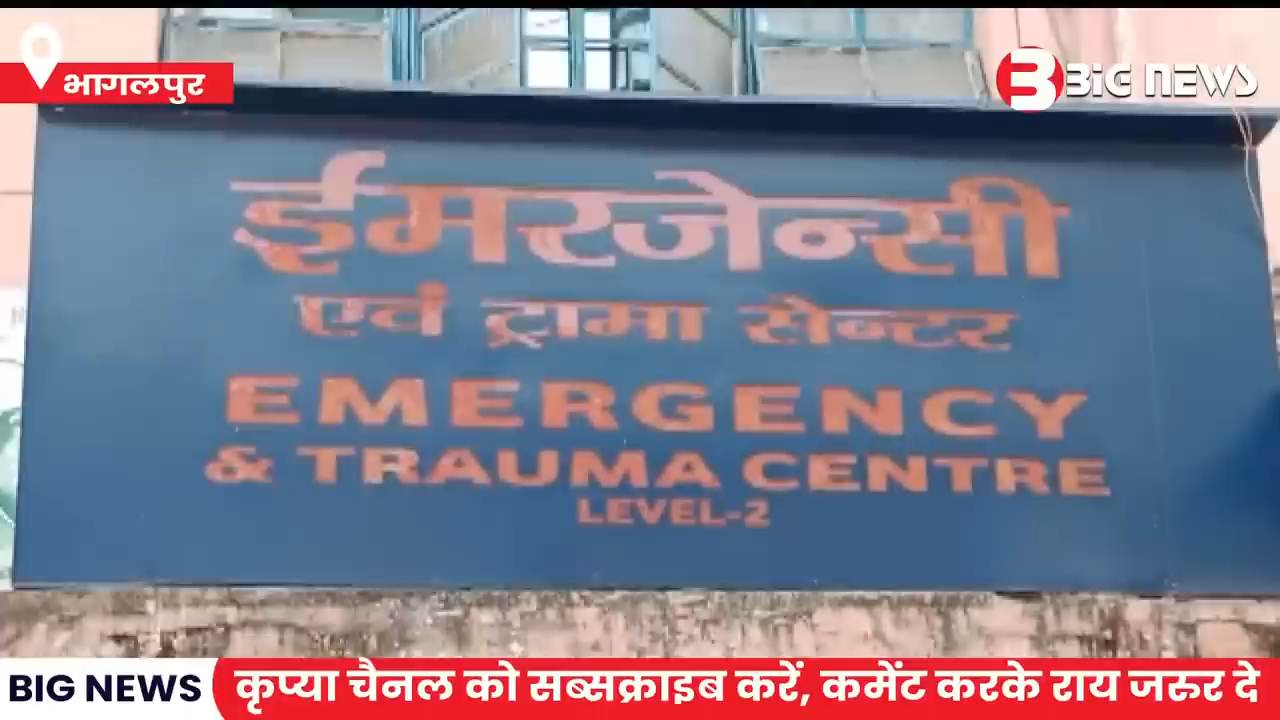 भागलपुर
BIG NEWS
ईमरजेन्सी
एवं ट्रामा सेन्टर
EMERGENCY
& TRAUMA CENTRE
LEVEL-2
BIG NEWS
कृप्या चैनल को सब्सक्राइब करें, कमेंट करके राय जरुर दे